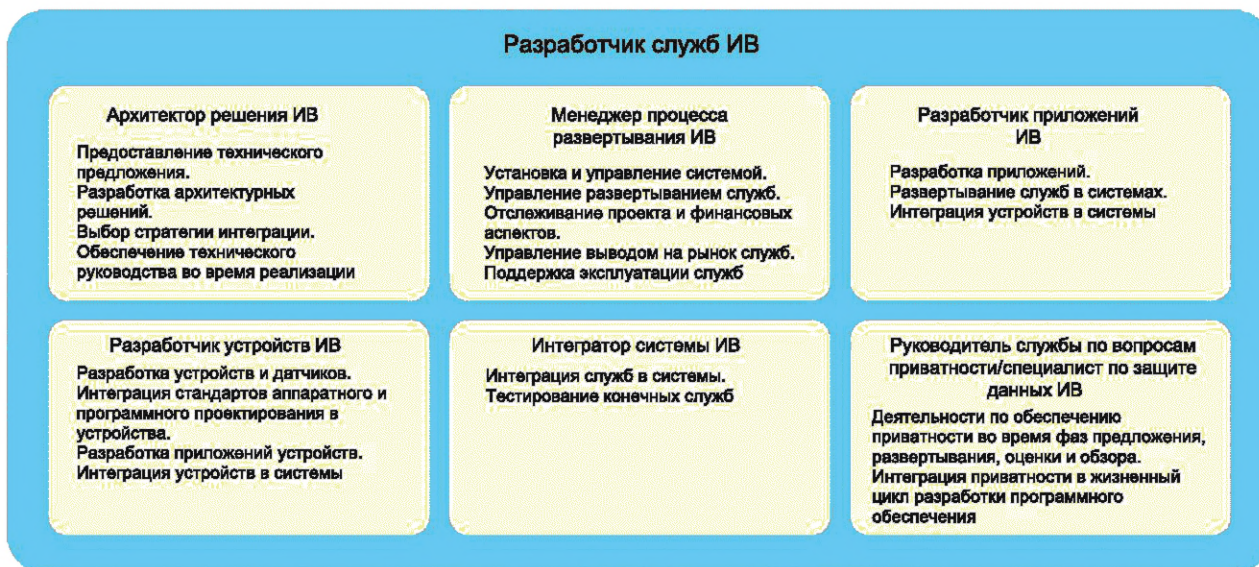 Разработчик служб ИВ
Архитектор решения ИВ
Предоставление технического
предложения.
Разработка архитектурных
решений.
Выбор стратегии интеграции.
Обеспечение технического
руководства во время реализации
Менеджер процесса
развертывания ИВ
Установка и управление системой.
Управление развертыванием служб.
Отслеживание проекта и финансовых
аспектов.
Управление выводом на рынок служб.
Поддержка эксплуатации служб
Разработчик приложений
ИВ
Разработка приложений.
Развертывание служб в системах.
Интеграция устройств в системы
Разработчик устройств ИВ
Разработка устройств и датчиков.
Интеграция стандартов аппаратного и
программного проектирования в
устройства.
Разработка приложений устройств.
Интеграция устройств в системы
Интегратор системы ИВ
Интеграция служб в системы.
Тестирование конечных служб
Руководитель службы по вопросам
приватности/специалист по защите
данных ИВ
Деятельности по обеспечению
приватности во время фаз предложения,
развертывания, оценки и обзора.
Интеграция приватности в жизненный
цикл разработки программного
обеспечения